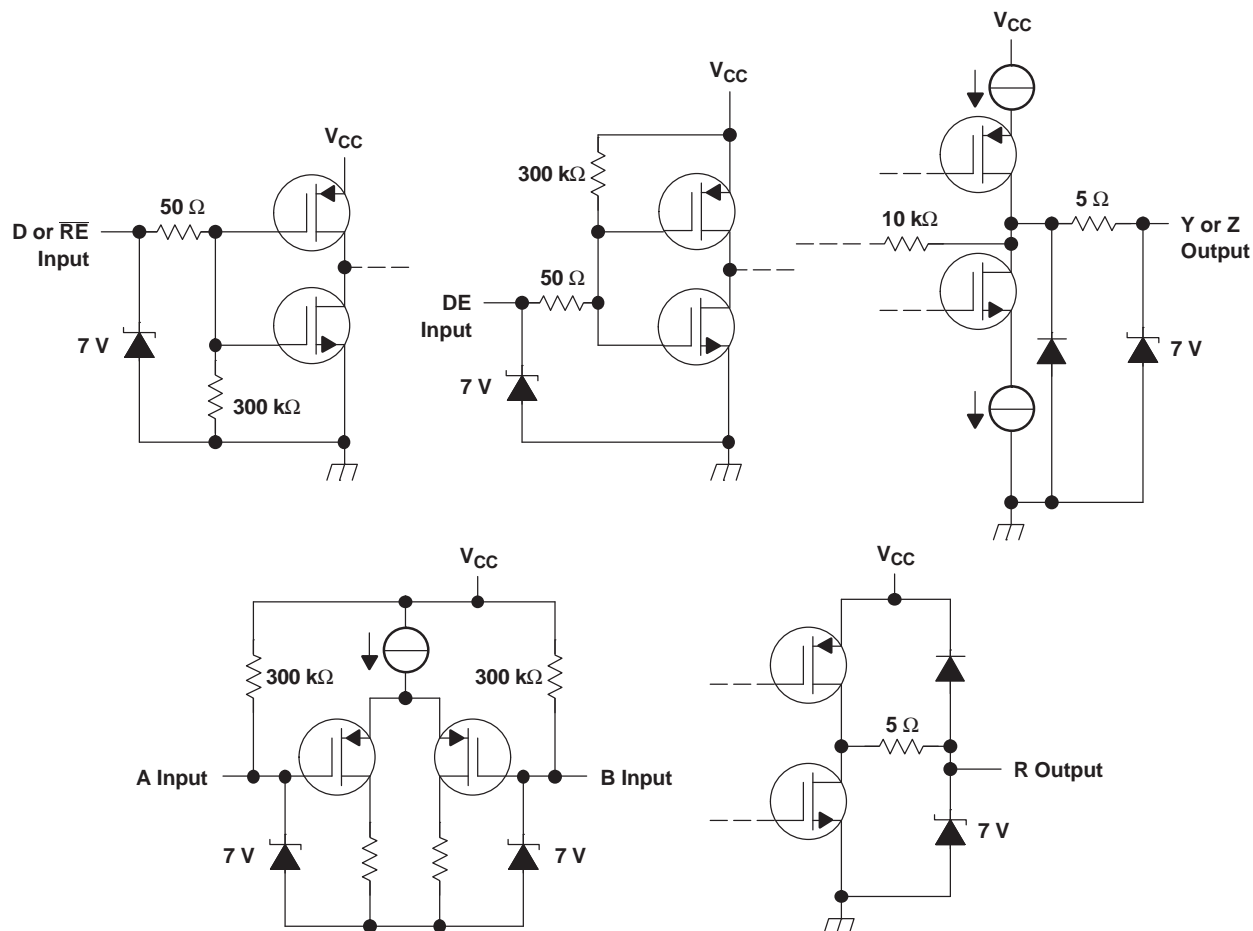 VCC
50 Ω
D or R̅E̅
Input
7 V
300 kΩ
VCC
300 kΩ
50 Ω
DE
Input
7 V
VCC
10 kΩ
5 Ω
Y or Z
Output
7 V
VCC
300 kΩ
300 kΩ
A Input
B Input
7 V
7 V
VCC
5 Ω
R Output
7 V